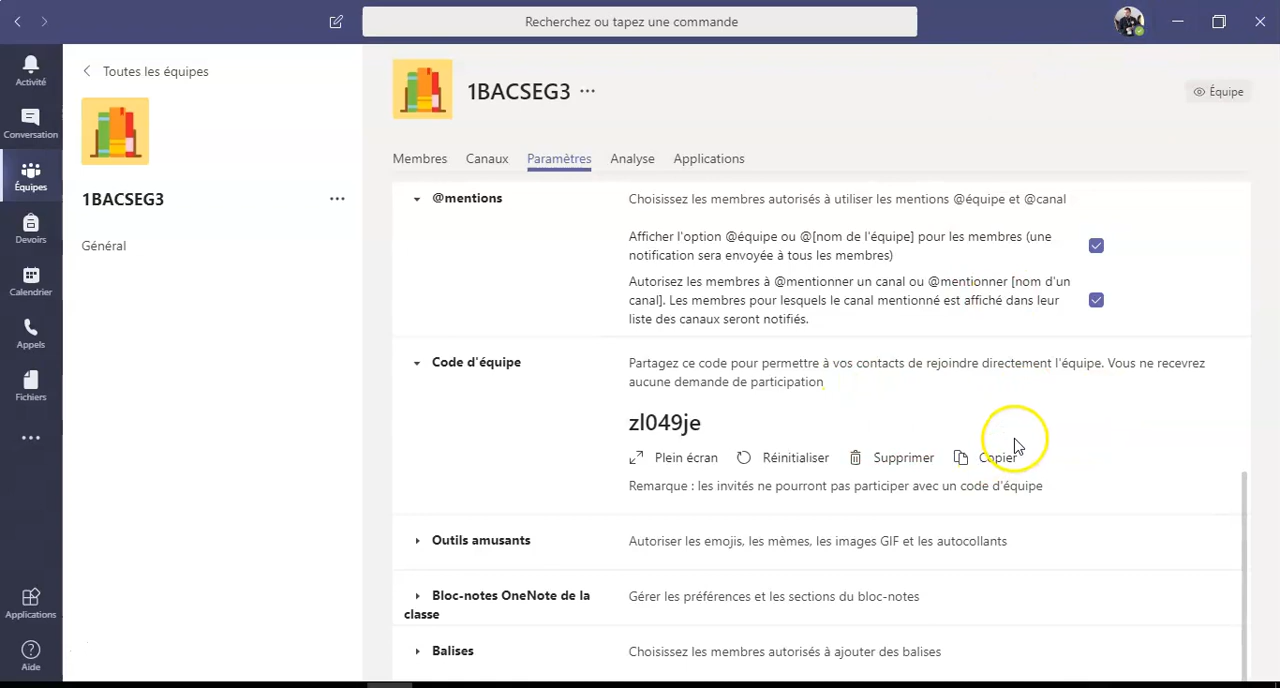 Recherchez ou tapez une commande
Activité
Conversation
Équipes
Devoirs
Calendrier
Appels
Fichiers
Applications
Aide
Toutes les équipes
1BACSEG3
Général
1BACSEG3
Équipe
Membres Canaux Paramètres Analyse Applications
@mentions
Choisissez les membres autorisés à utiliser les mentions @équipe et @canal
Afficher l'option @équipe ou @[nom de l'équipe] pour les membres (une
notification sera envoyée à tous les membres)
Autorisez les membres à @mentionner un canal ou @mentionner [nom d'un
canal]. Les membres pour lesquels le canal mentionné est affiché dans leur
liste des canaux seront notifiés.
Code d'équipe
Partagez ce code pour permettre à vos contacts de rejoindre directement l'équipe. Vous ne recevrez
aucune demande de participation
zl049je
Plein écran Réinitialiser Supprimer Copier
Remarque : les invités ne pourront pas participer avec un code d'équipe
Outils amusants
Autoriser les emojis, les mèmes, les images GIF et les autocollants
Bloc-notes OneNote de la
classe
Gérer les préférences et les sections du bloc-notes
Balises
Choisissez les membres autorisés à ajouter des balises